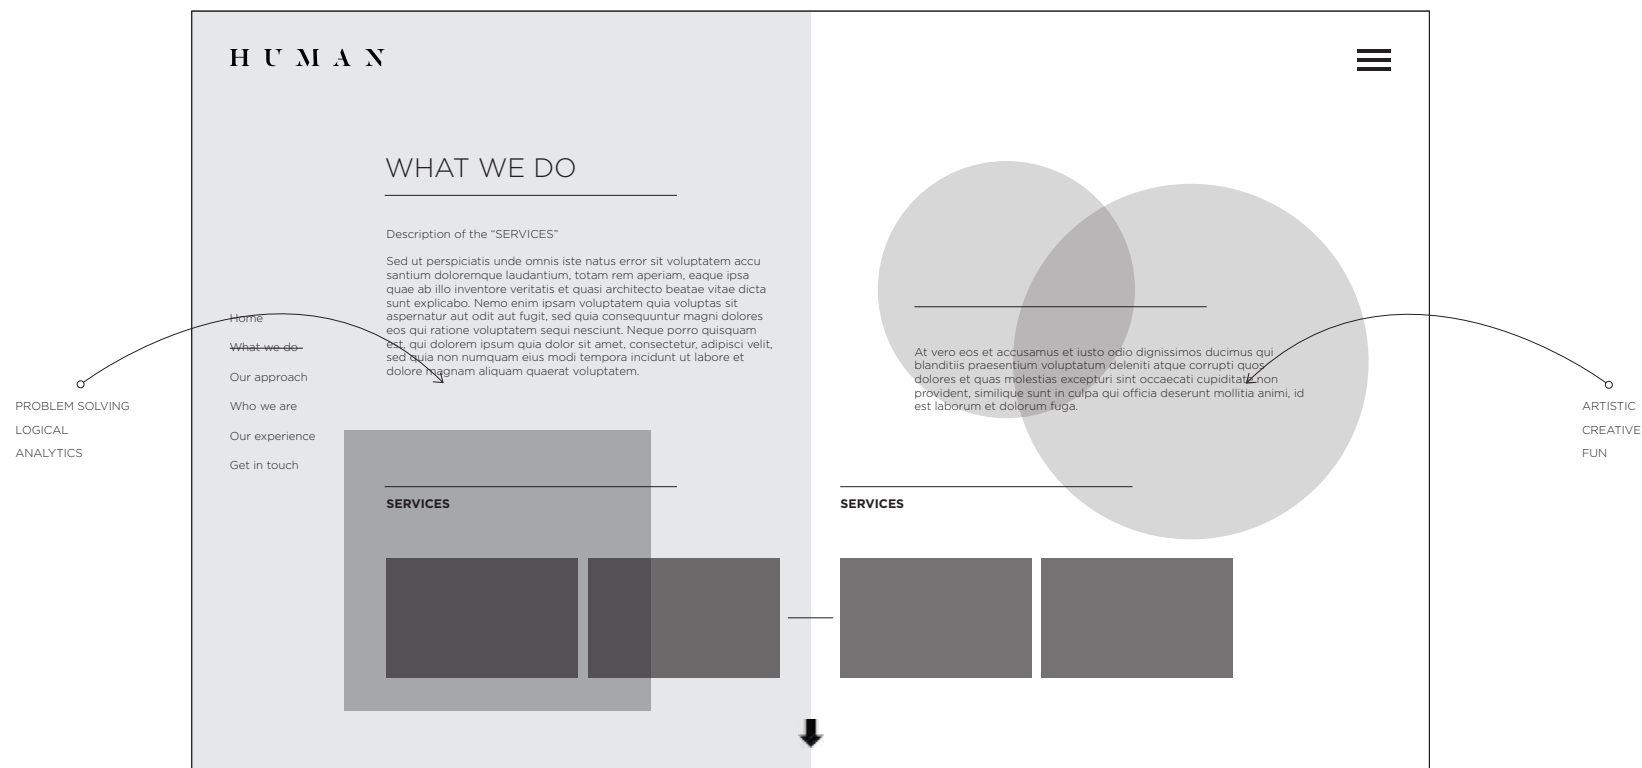 HUMAN
WHAT WE DO
Description of the “SERVICES”
Sed ut perspiciatis unde omnis iste natus error sit voluptatem accu
santium doloremque laudantium, totam rem aperiam, eaque ipsa
quae ab illo inventore veritatis et quasi architecto beatae vitae dicta
sunt explicabo. Nemo enim ipsam voluptatem quia voluptas sit
aspernatur aut odit aut fugit, sed quia consequuntur magni dolores
eos qui ratione voluptatem sequi nesciunt. Neque porro quisquam
est, qui dolorem ipsum quia dolor sit amet, consectetur, adipisci velit,
sed quia non numquam eius modi tempora incidunt ut labore et
dolore magnam aliquam quaerat voluptatem.
Home
What we do
Our approach
Who we are
Our experience
Get in touch
PROBLEM SOLVING
LOGICAL
ANALYTICS
At vero eos et accusamus et iusto odio dignissimos ducimus qui
blanditiis praesentium voluptatum deleniti atque corrupti quos
dolores et quas molestias excepturi sint occaecati cupiditate non
provident, similique sunt in culpa qui officia deserunt mollitia animi, id
est laborum et dolorum fuga.
ARTISTIC
CREATIVE
FUN
SERVICES
SERVICES